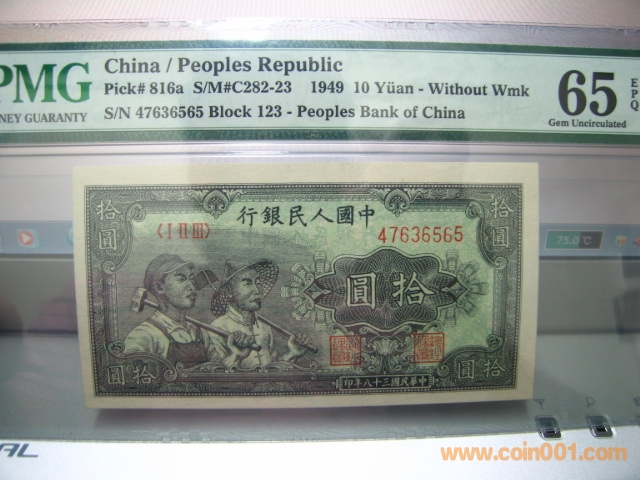 PMG
NEY GUARANTY
China / Peoples Republic
Pick# 816a S/M#C282-23 1949 10 Yüan - Without Wmk
S/N 47636565 Block 123 - Peoples Bank of China
65
EPQ
Gem Uncirculated
拾圓
行銀民人國中
拾圓
〈I II III〉
47636565
圓拾
75.0℃
圓拾
印年八十三國民華中
圓拾
T P E
AL
www.coin001.com